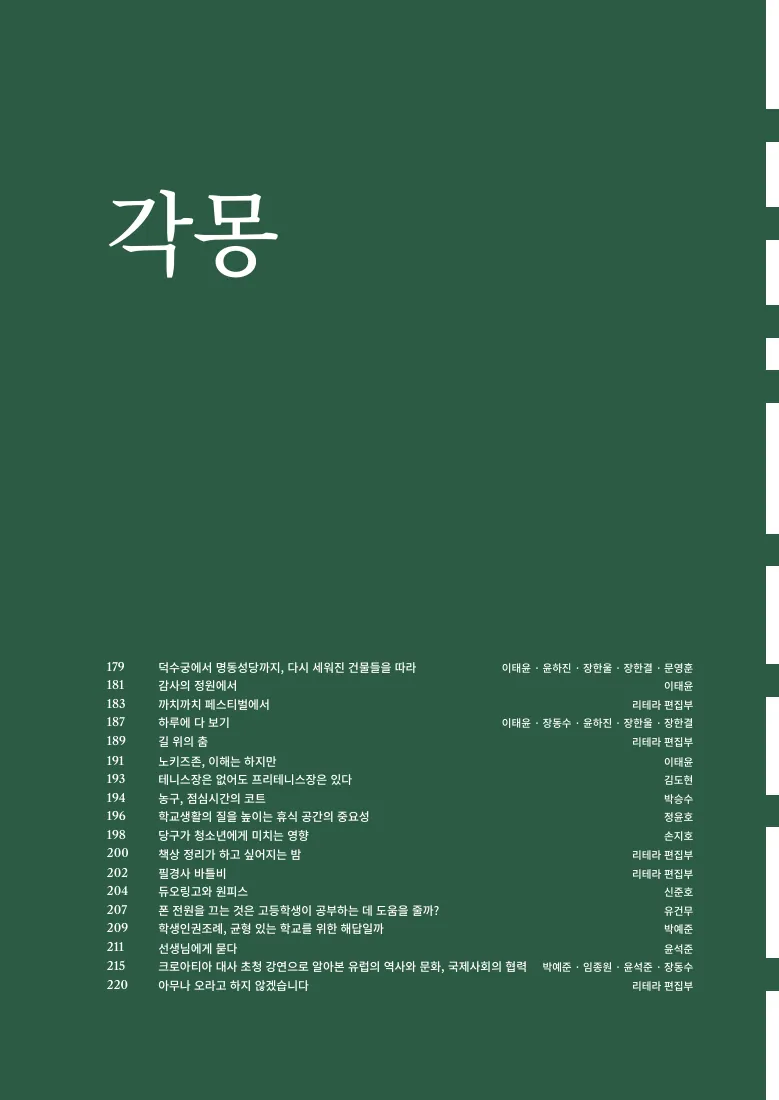 각몽
179 덕수궁에서 명동성당까지, 다시 세워진 건물들을 따라 이태윤 · 윤하진 · 장한울 · 장한결 · 문영훈
181 감사의 정원에서 이태윤
183 까치까치 페스티벌에서 리테라 편집부
187 하루에 다 보기 이태윤 · 장동수 · 윤하진 · 장한울 · 장한결
189 길 위의 춤 리테라 편집부
191 노키즈존, 이해는 하지만 이태윤
193 테니스장은 없어도 프리테니스장은 있다 김도현
194 농구, 점심시간의 코트 박승수
196 학교생활의 질을 높이는 휴식 공간의 중요성 정윤호
198 당구가 청소년에게 미치는 영향 손지호
200 책상 정리가 하고 싶어지는 밤 리테라 편집부
202 필경사 바틀비 리테라 편집부
204 듀오링고와 원피스 신준호
207 폰 전원을 끄는 것은 고등학생이 공부하는 데 도움을 줄까? 유건무
209 학생인권조례, 균형 있는 학교를 위한 해답일까 박예준
211 선생님에게 묻다 윤석준
215 크로아티아 대사 초청 강연으로 알아본 유럽의 역사와 문화, 국제사회의 협력 박예준 · 임종원 · 윤석준 · 장동수
220 아무나 오라고 하지 않겠습니다 리테라 편집부